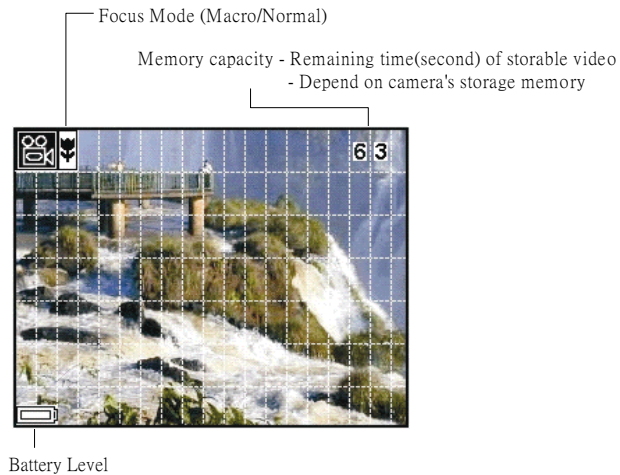 Focus Mode (Macro/Normal)
Memory capacity - Remaining time(second) of storable video
- Depend on camera's storage memory
63
Battery Level